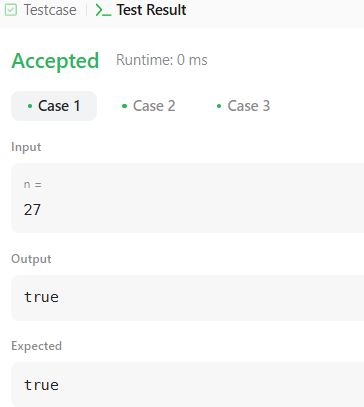 Testcase Test Result
Accepted Runtime: 0 ms
Case 1 Case 2 Case 3
Input
n =
27
Output
true
Expected
true